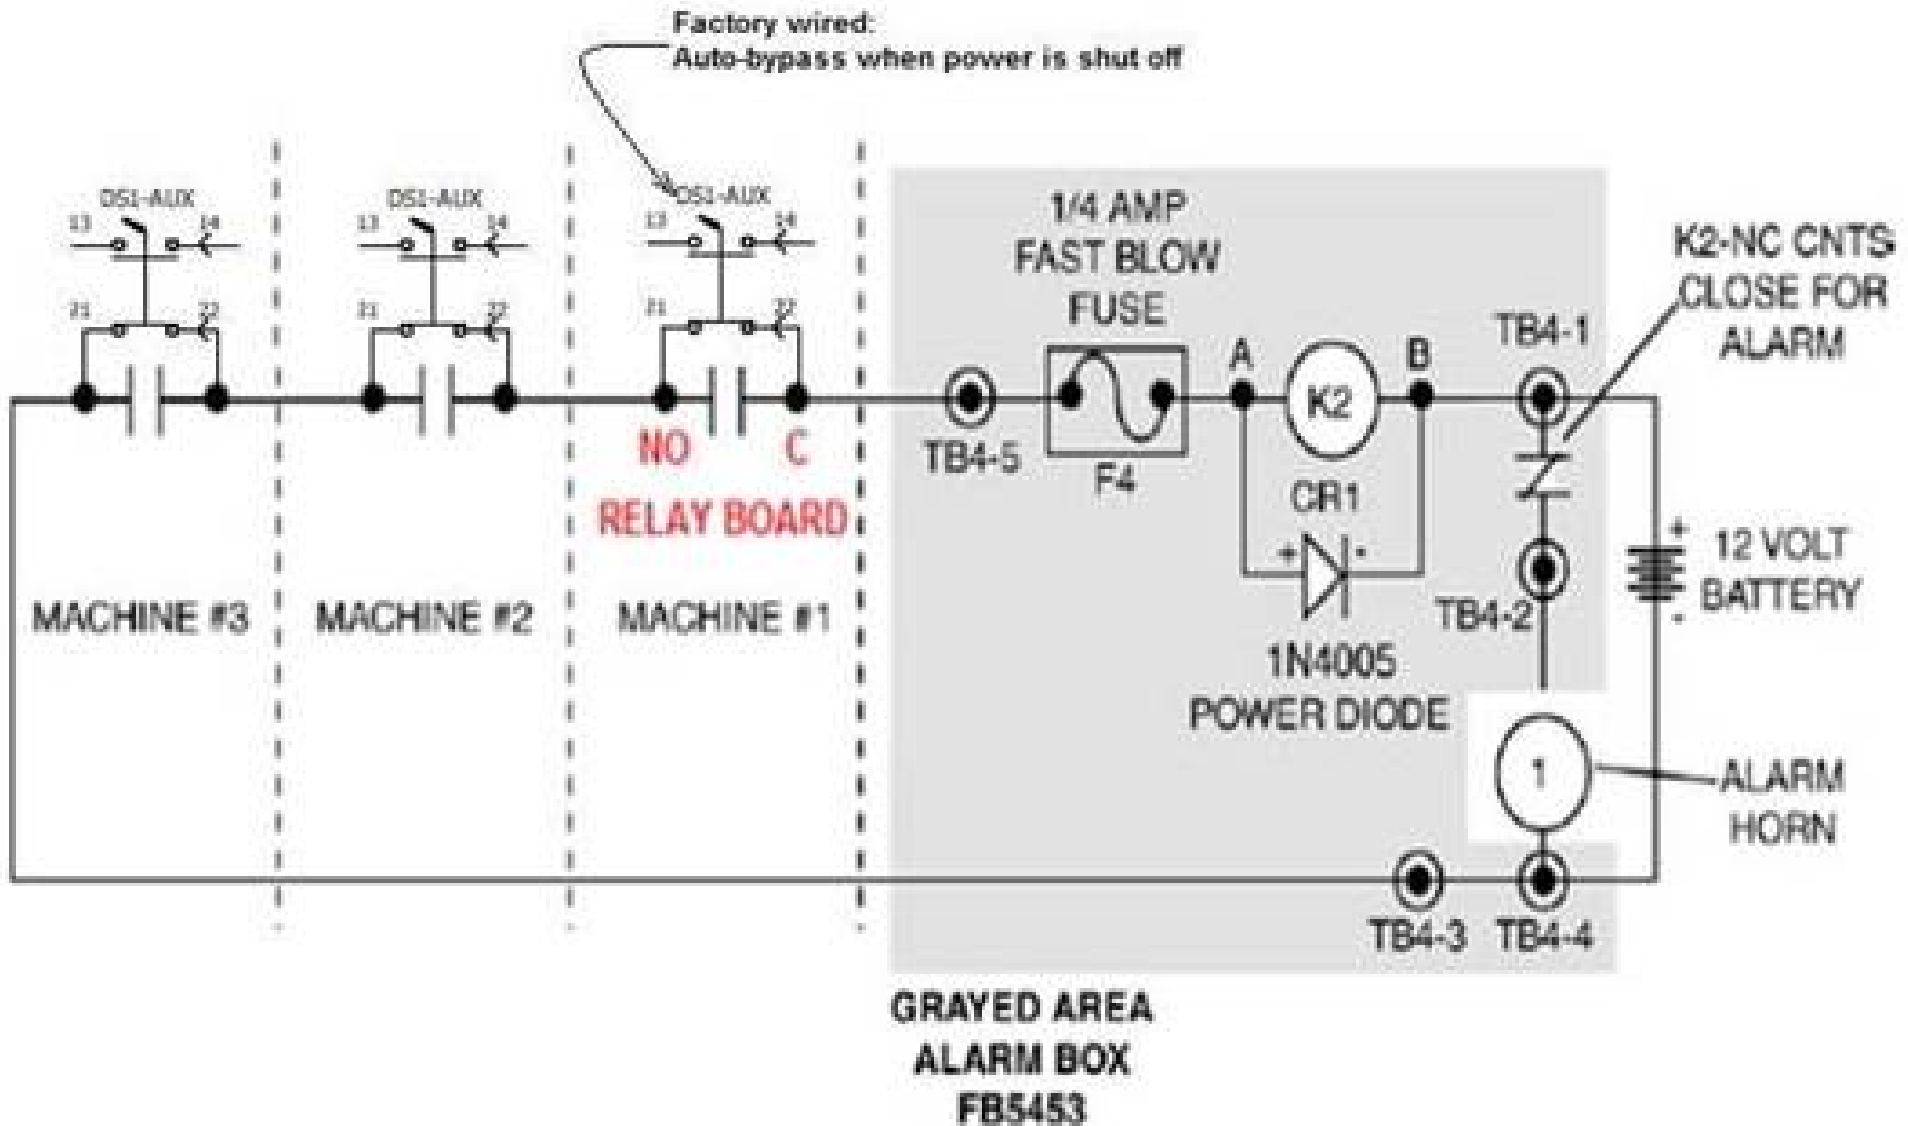 Factory wired:
Auto-bypass when power is shut off
DS1-AUX
13
14
21
22
DS1-AUX
13
14
21
22
DS1-AUX
13
14
21
22
NO
C
RELAY BOARD
MACHINE #3
MACHINE #2
MACHINE #1
1/4 AMP
FAST BLOW
FUSE
TB4-5
F4
A
K2
B
CR1
+
-
1N4005
POWER DIODE
TB4-1
K2-NC CNTS
CLOSE FOR
ALARM
TB4-2
+
12 VOLT
BATTERY
-
1
ALARM
HORN
TB4-3
TB4-4
GRAYED AREA
ALARM BOX
FB5453